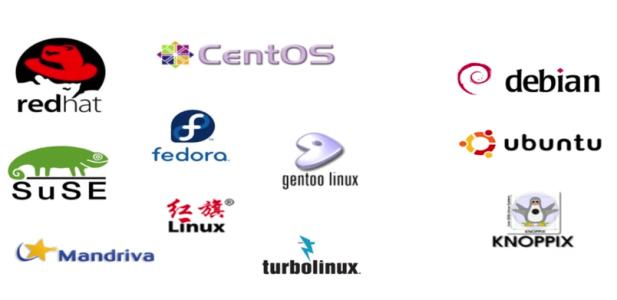 redhat
CentOS
debian
fedora
gentoo linux
ubuntu
SuSE
红旗®
Linux
KNOPPIX
Mandriva
turbolinux.